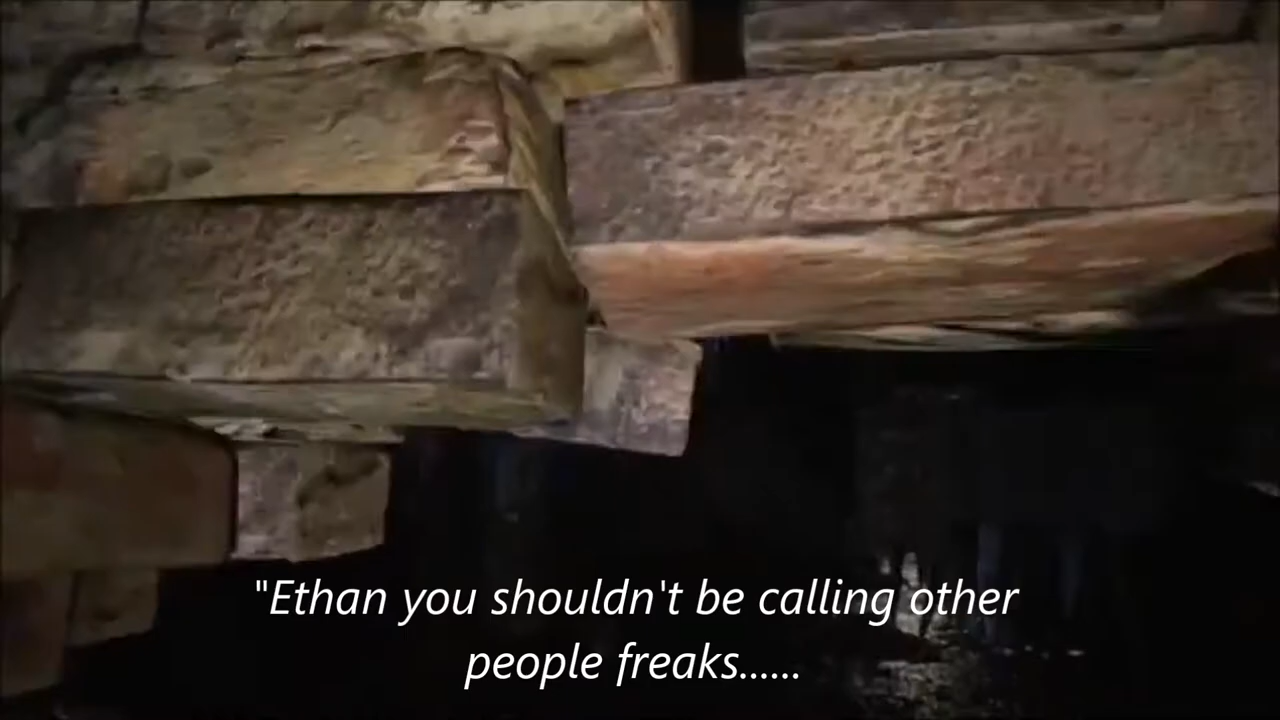 "Ethan you shouldn't be calling other
people freaks......